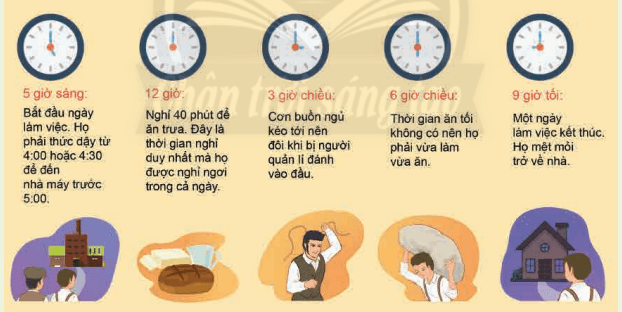 5 giờ sáng:
Bắt đầu ngày
làm việc. Họ
phải thức dậy từ
4:00 hoặc 4:30
để đến
nhà máy trước
5:00.
12 giờ:
Nghỉ 40 phút để
ăn trưa. Đây là
thời gian nghỉ
duy nhất mà họ
được nghỉ ngơi
trong cả ngày.
3 giờ chiều:
Cơn buồn ngủ
kéo tới nên
đôi khi bị người
quản lí đánh
vào đầu.
6 giờ chiều:
Thời gian ăn tối
không có nên họ
phải vừa làm
vừa ăn.
9 giờ tối:
Một ngày
làm việc kết thúc.
Họ mệt mỏi
trở về nhà.